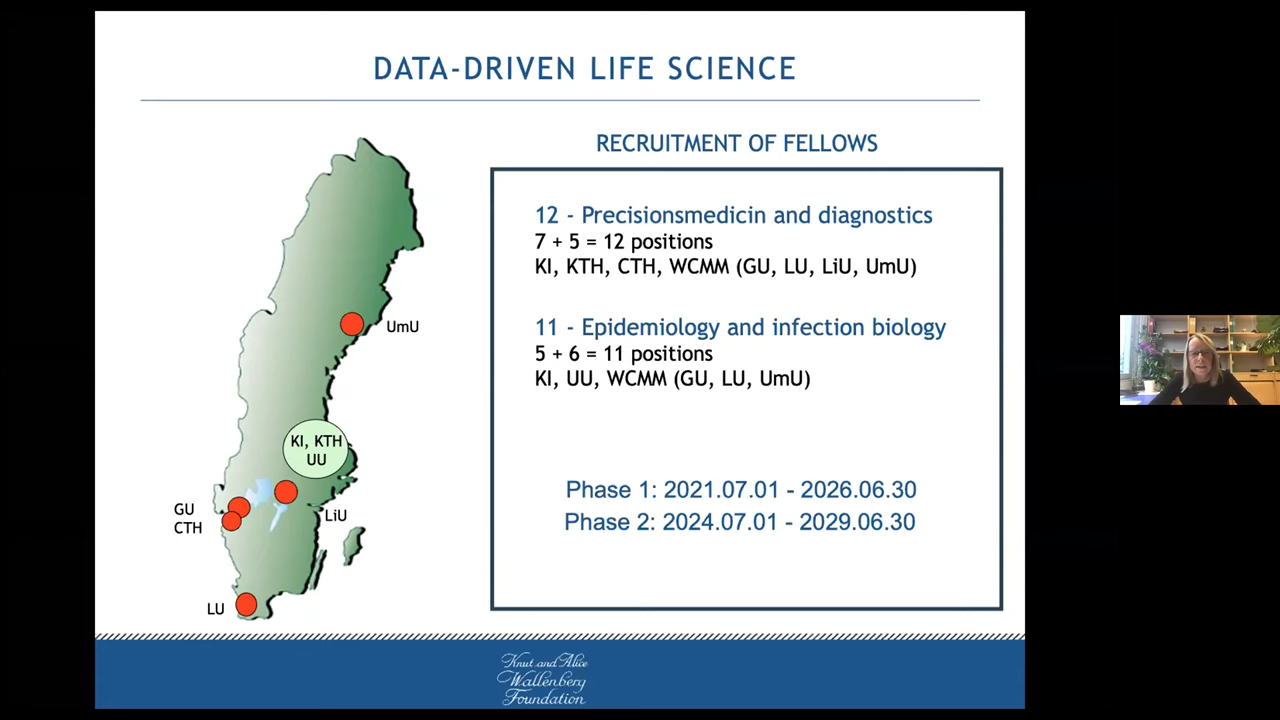 DATA-DRIVEN LIFE SCIENCE
RECRUITMENT OF FELLOWS
12 - Precisionsmedicin and diagnostics
7 + 5 = 12 positions
KI, KTH, CTH, WCMM (GU, LU, LiU, UmU)
11 - Epidemiology and infection biology
5 + 6 = 11 positions
KI, UU, WCMM (GU, LU, UmU)
Phase 1: 2021.07.01 - 2026.06.30
Phase 2: 2024.07.01 - 2029.06.30
UmU
KI, KTH
UU
GU
CTH
LiU
LU
Knut and Alice
Wallenberg
Foundation